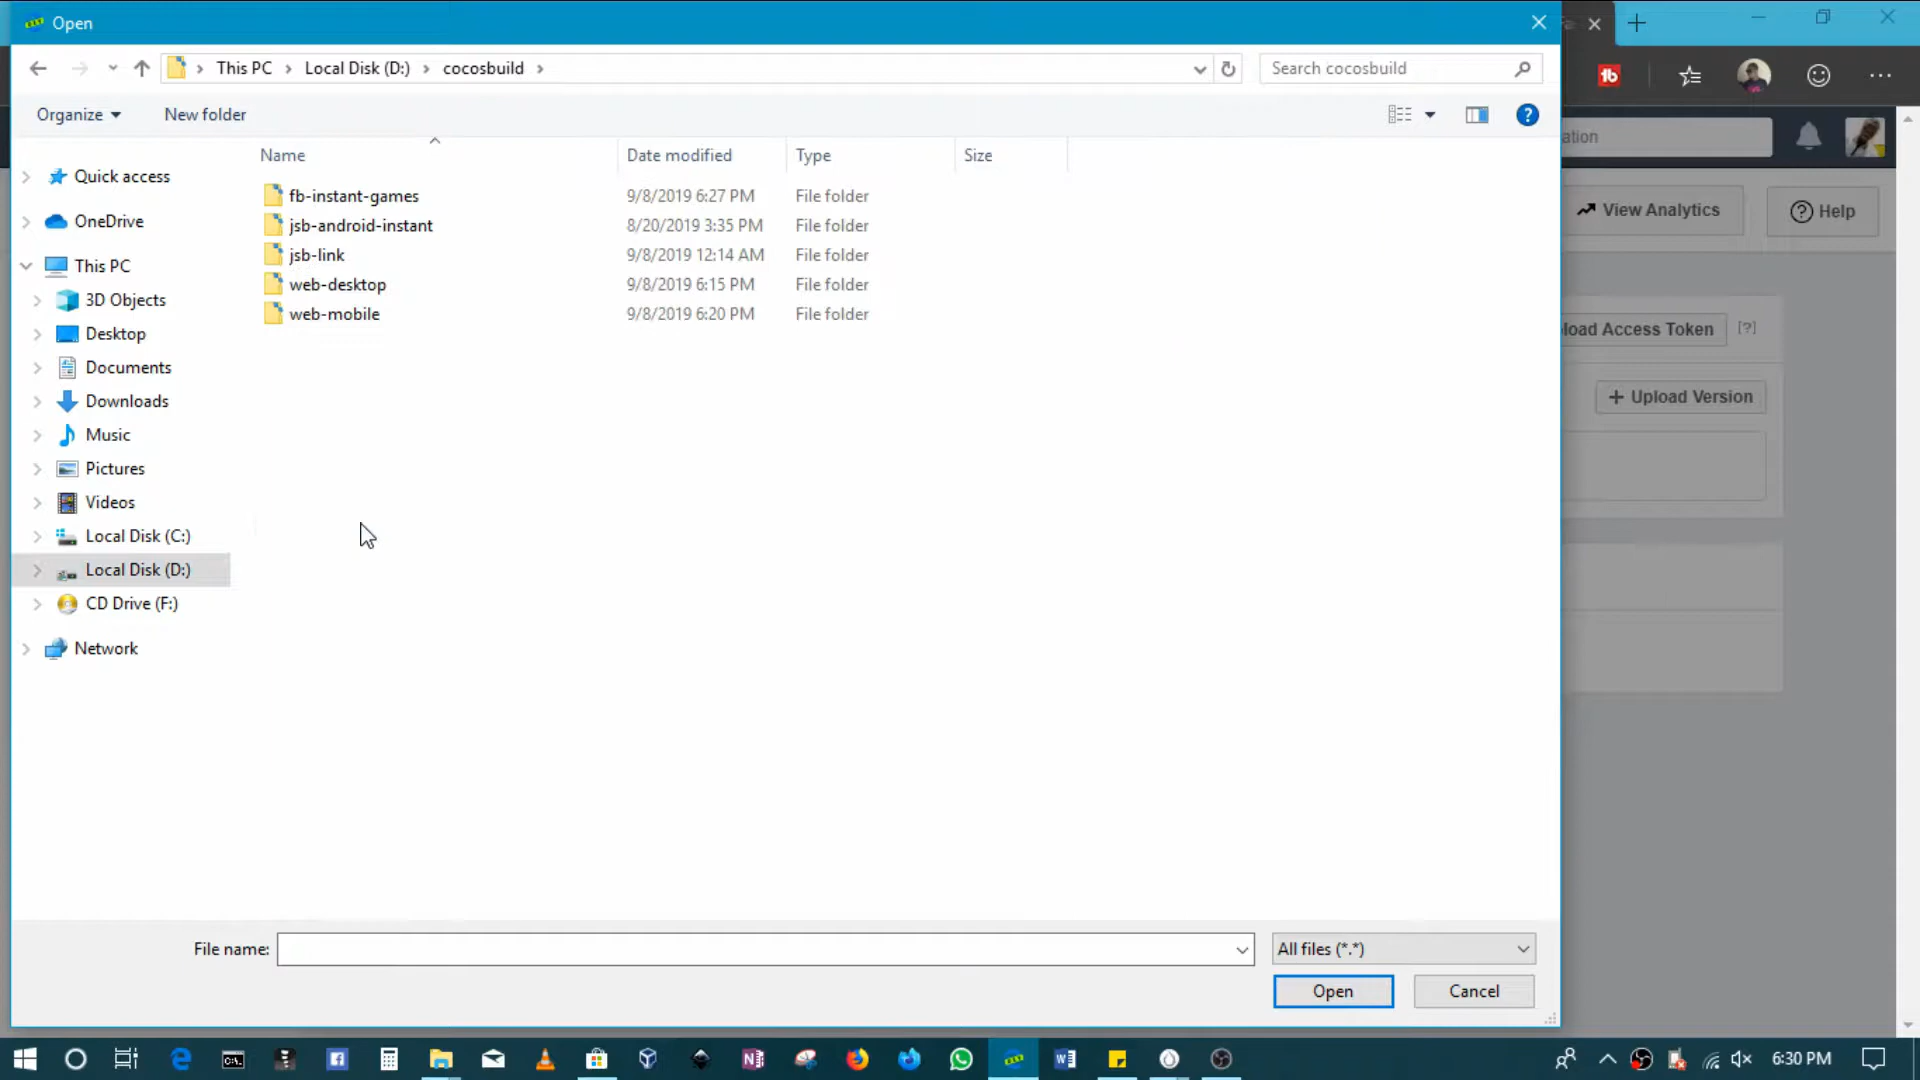 Open
This PC
Local Disk (D:)
cocosbuild
Search cocosbuild
Organize
New folder
Name
Date modified
Type
Size
fb-instant-games 9/8/2019 6:27 PM File folder
jsb-android-instant 8/20/2019 3:35 PM File folder
jsb-link 9/8/2019 12:14 AM File folder
web-desktop 9/8/2019 6:15 PM File folder
web-mobile 9/8/2019 6:20 PM File folder
Quick access
OneDrive
This PC
3D Objects
Desktop
Documents
Downloads
Music
Pictures
Videos
Local Disk (C:)
Local Disk (D:)
CD Drive (F:)
Network
File name:
All files (*.*)
Open
Cancel
ation
View Analytics
Help
load Access Token [?]
+ Upload Version
6:30 PM